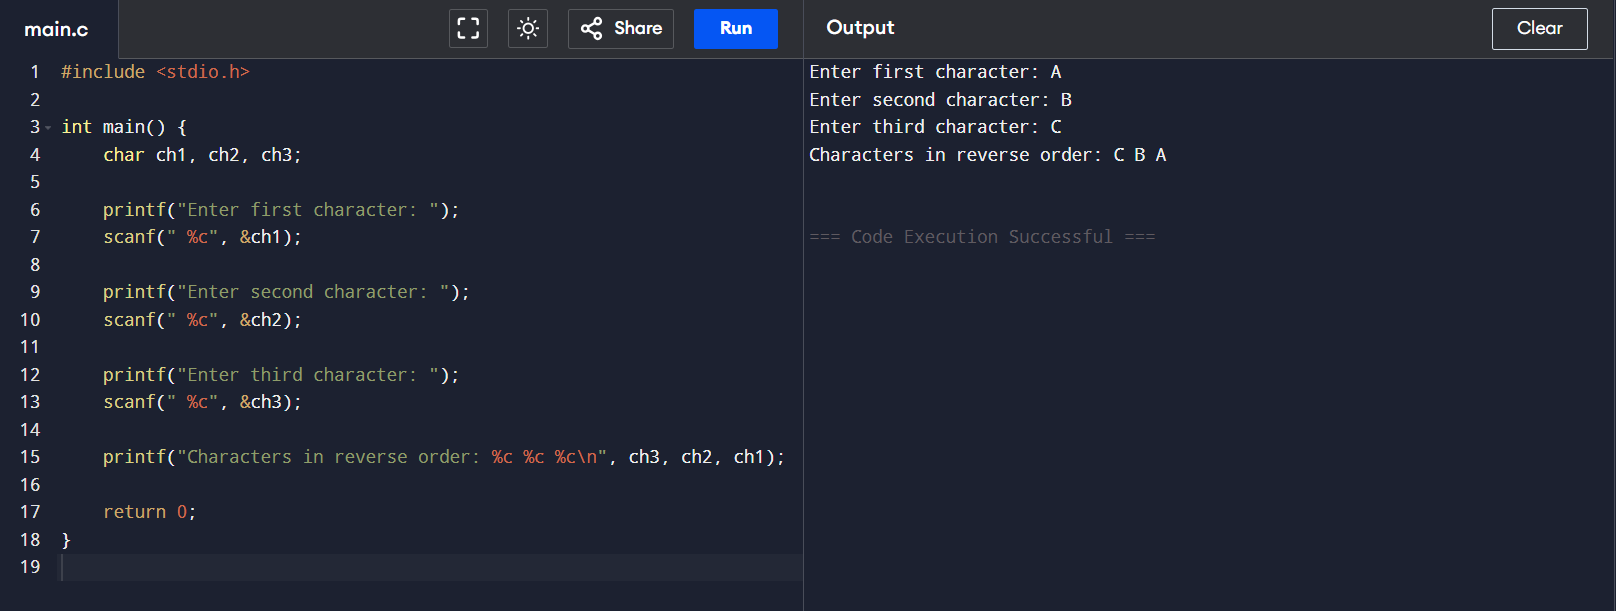 main.c
Share
Run
Output
Clear
1 #include <stdio.h>
2
3 int main() {
4     char ch1, ch2, ch3;
5
6     printf("Enter first character: ");
7     scanf(" %c", &ch1);
8
9     printf("Enter second character: ");
10     scanf(" %c", &ch2);
11
12     printf("Enter third character: ");
13     scanf(" %c", &ch3);
14
15     printf("Characters in reverse order: %c %c %c\n", ch3, ch2, ch1);
16
17     return 0;
18 }
19
Enter first character: A
Enter second character: B
Enter third character: C
Characters in reverse order: C B A
=== Code Execution Successful ===